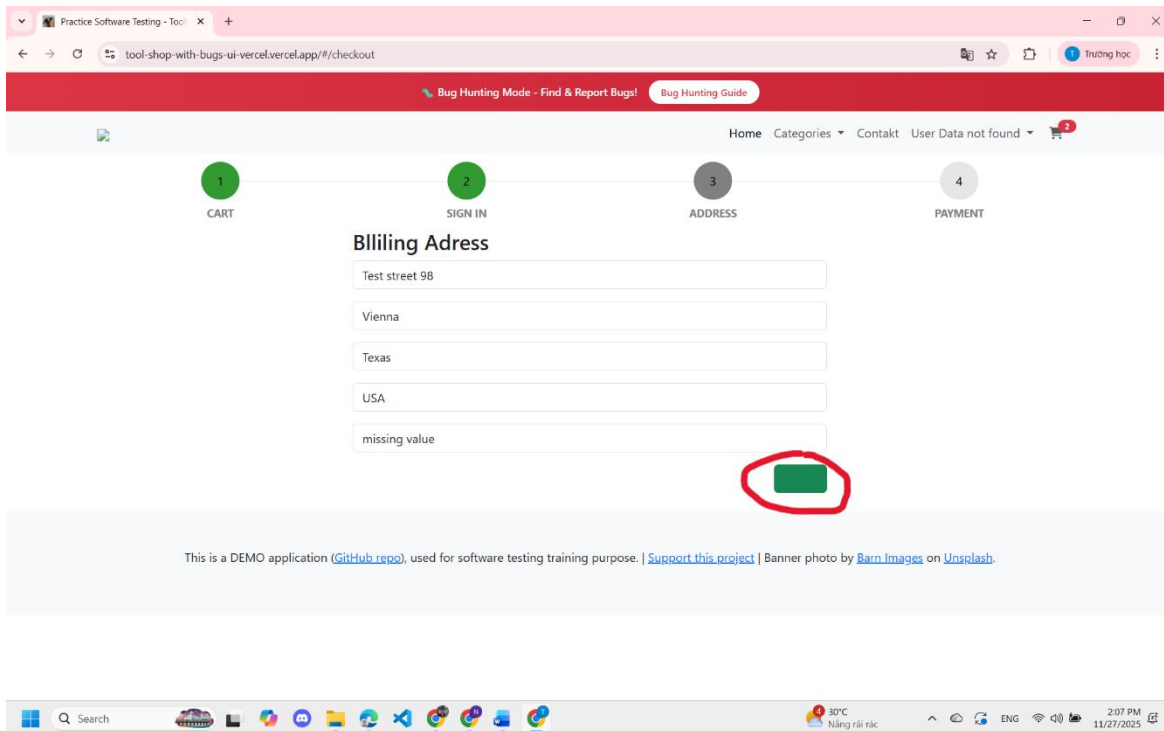 Practice Software Testing - Tool
tool-shop-with-bugs-ui-vercel.vercel.app/#/checkout
Trường học
Bug Hunting Mode - Find & Report Bugs! Bug Hunting Guide
Home Categories Contakt User Data not found 2
1 2 3 4
CART SIGN IN ADDRESS PAYMENT
Blliling Adress
Test street 98
Vienna
Texas
USA
missing value
This is a DEMO application (GitHub repo), used for software testing training purpose. | Support this project | Banner photo by Barn Images on Unsplash.
Search
4 30°C
Nắng rải rác
ENG
2:07 PM
11/27/2025